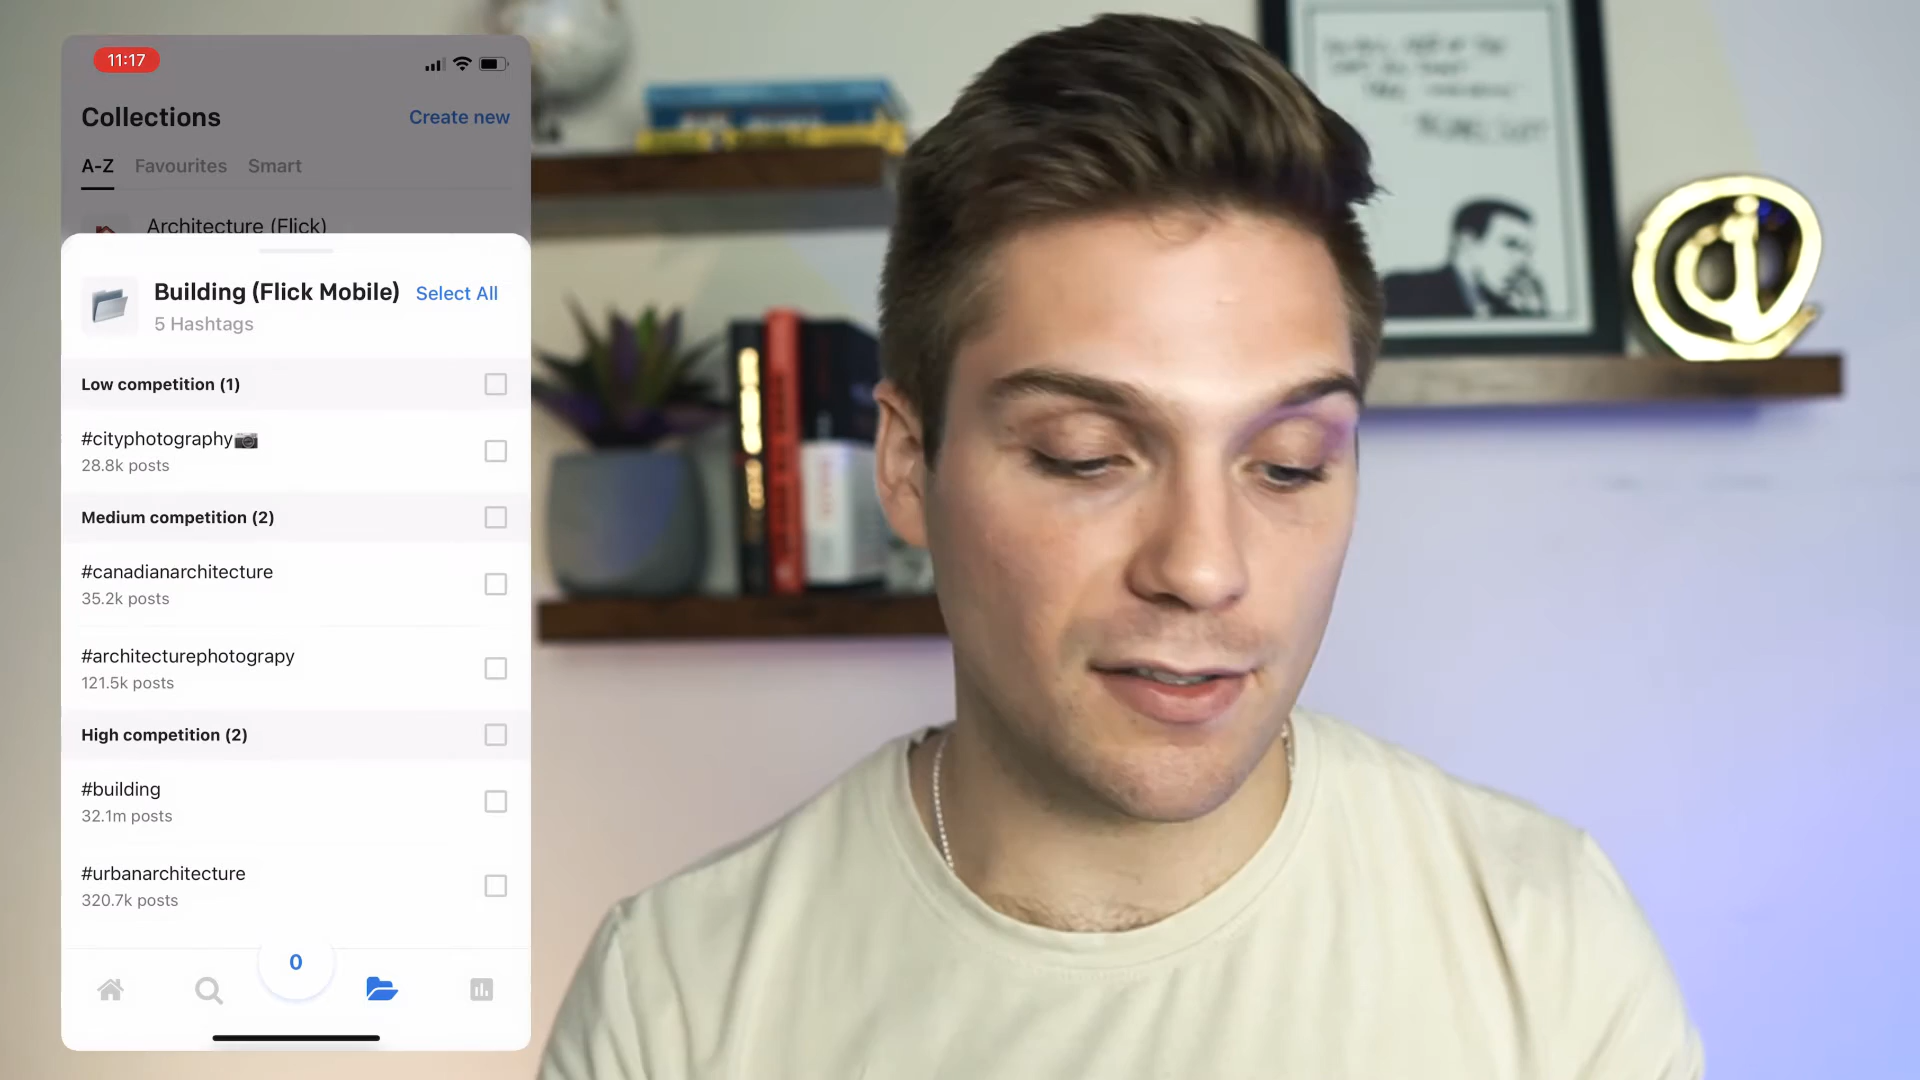 11:17
Collections
Create new
A-Z
Favourites
Smart
Architecture (Flick)
Building (Flick Mobile)
Select All
5 Hashtags
Low competition (1)
#cityphotography📷
28.8k posts
Medium competition (2)
#canadianarchitecture
35.2k posts
#architecturephotograpy
121.5k posts
High competition (2)
#building
32.1m posts
#urbanarchitecture
320.7k posts
0